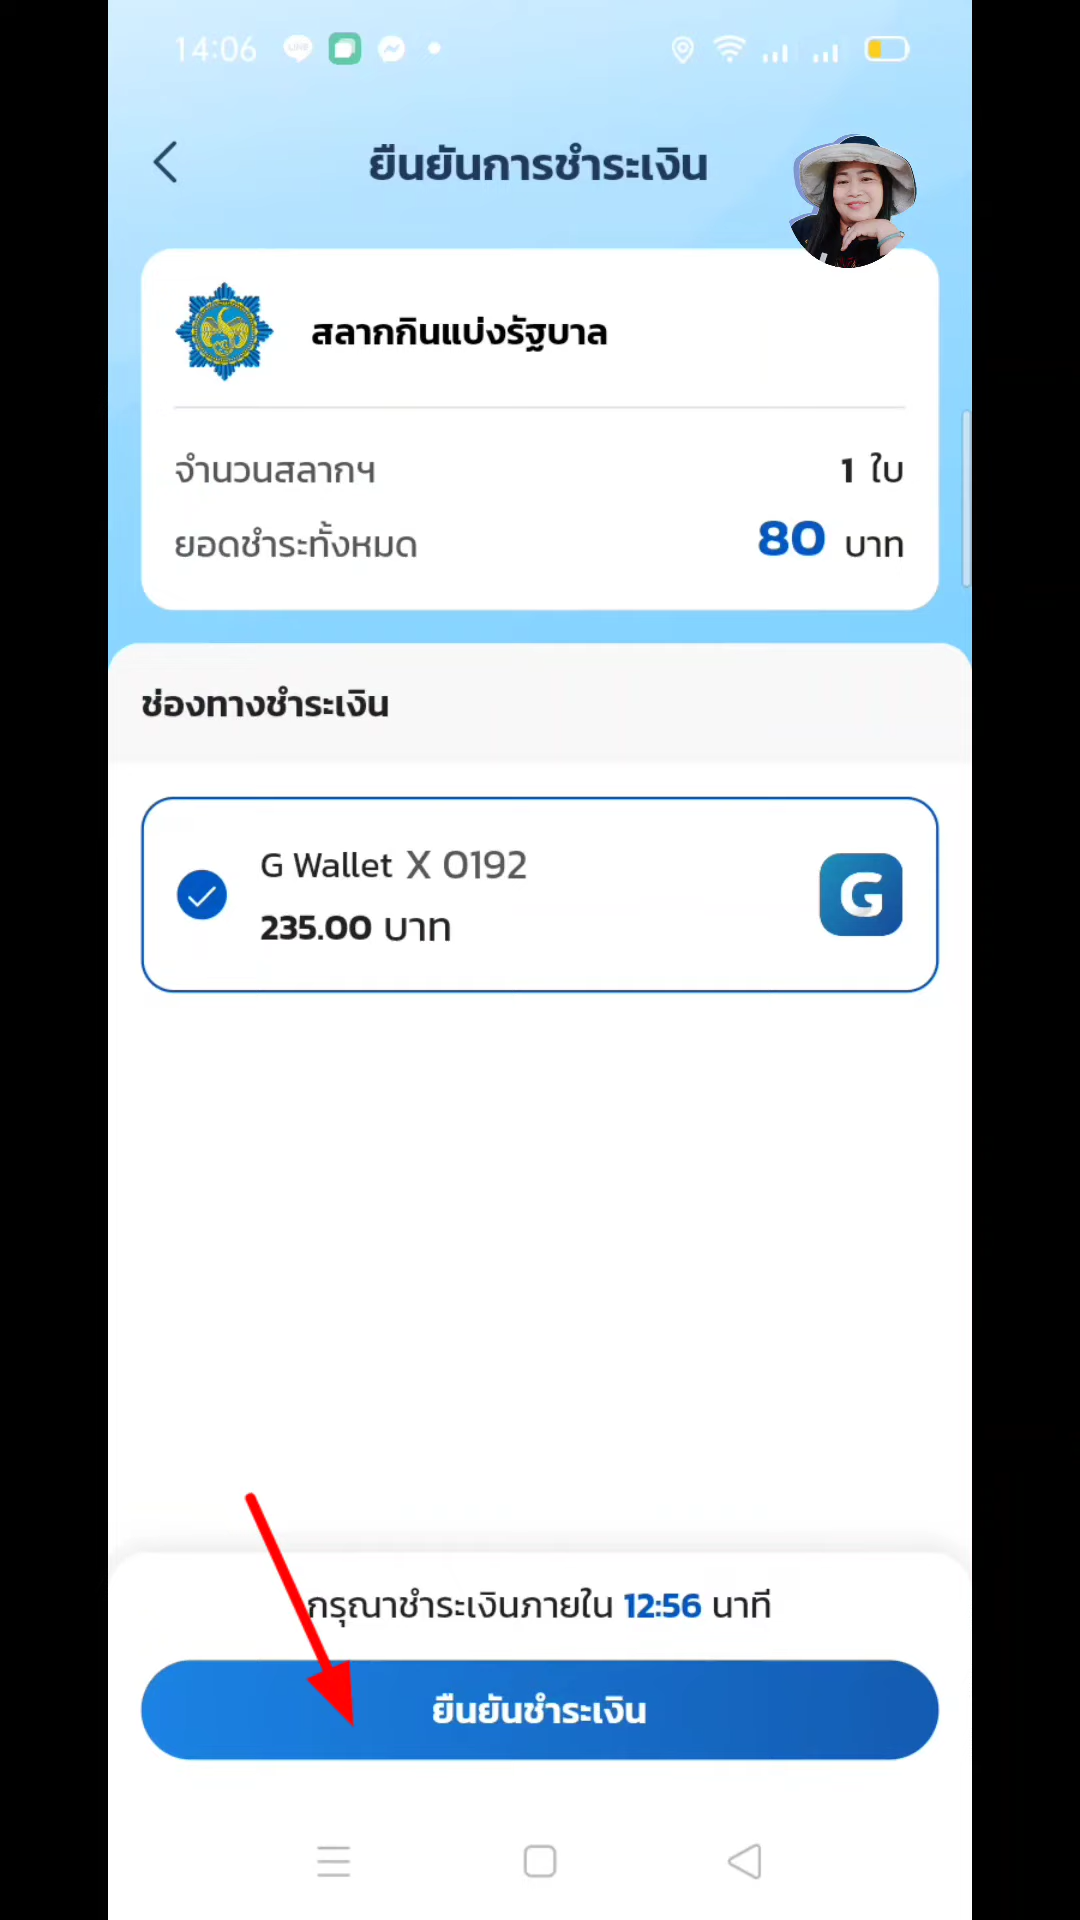 14:06
ยืนยันการชำระเงิน
สลากกินแบ่งรัฐบาล
จำนวนสลากฯ 1 ใบ
ยอดชำระทั้งหมด 80 บาท
ช่องทางชำระเงิน
G Wallet X 0192
235.00 บาท
G
กรุณาชำระเงินภายใน 12:56 นาที
ยืนยันชำระเงิน